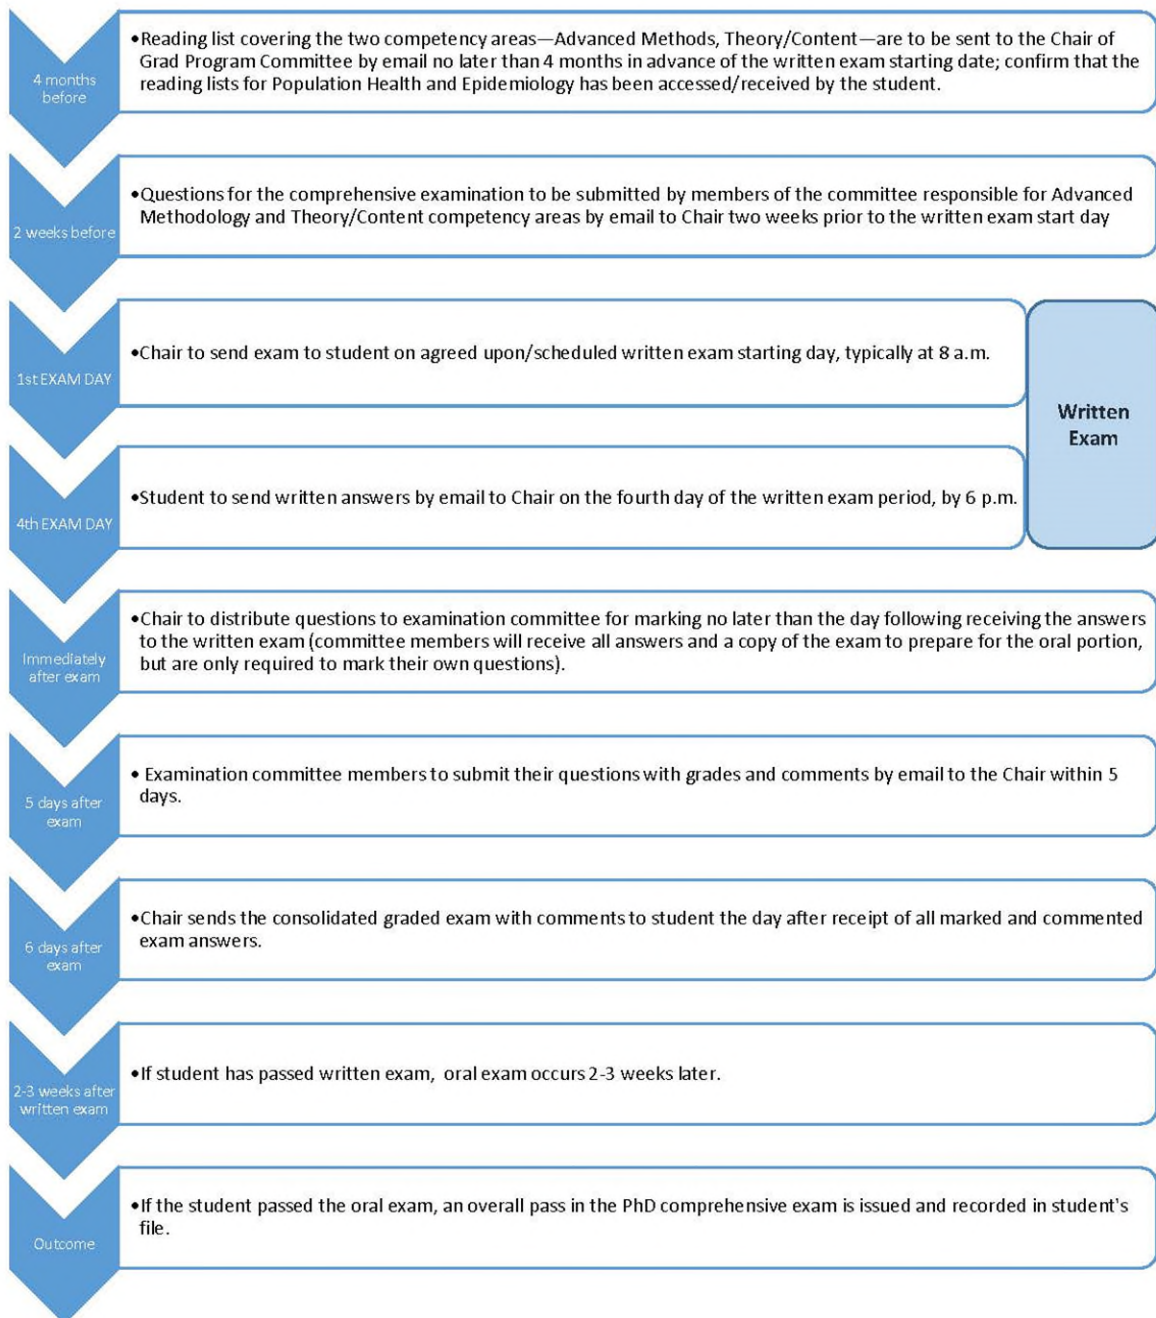 4 months
before
•Reading list covering the two competency areas—Advanced Methods, Theory/Content—are to be sent to the Chair of
Grad Program Committee by email no later than 4 months in advance of the written exam starting date; confirm that the
reading lists for Population Health and Epidemiology has been accessed/received by the student.
2 weeks before
•Questions for the comprehensive examination to be submitted by members of the committee responsible for Advanced
Methodology and Theory/Content competency areas by email to Chair two weeks prior to the written exam start day
1st EXAM DAY
•Chair to send exam to student on agreed upon/scheduled written exam starting day, typically at 8 a.m.
Written
Exam
4th EXAM DAY
•Student to send written answers by email to Chair on the fourth day of the written exam period, by 6 p.m.
Immediately
after exam
•Chair to distribute questions to examination committee for marking no later than the day following receiving the answers
to the written exam (committee members will receive all answers and a copy of the exam to prepare for the oral portion,
but are only required to mark their own questions).
5 days after
exam
• Examination committee members to submit their questions with grades and comments by email to the Chair within 5
days.
6 days after
exam
•Chair sends the consolidated graded exam with comments to student the day after receipt of all marked and commented
exam answers.
2-3 weeks after
written exam
•If student has passed written exam, oral exam occurs 2-3 weeks later.
Outcome
•If the student passed the oral exam, an overall pass in the PhD comprehensive exam is issued and recorded in student's
file.